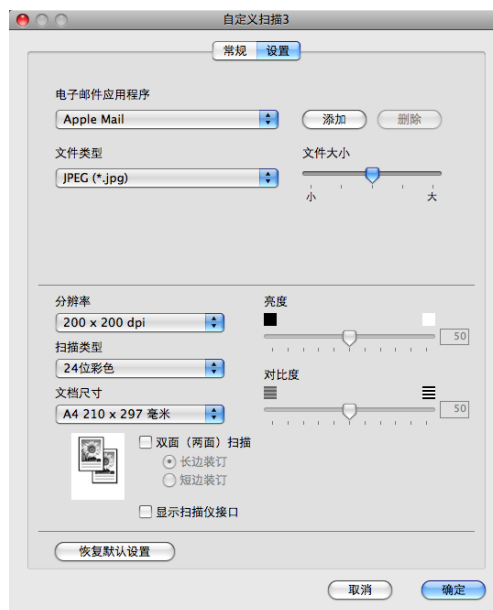 自定义扫描3
常规 设置
电子邮件应用程序
Apple Mail 添加 删除
文件类型 文件大小
JPEG (*.jpg)
小 大
分辨率 亮度
200 x 200 dpi
50
扫描类型
24位彩色
对比度
文档尺寸
A4 210 x 297 毫米 50
双面（两面）扫描
长边装订
短边装订
显示扫描仪接口
恢复默认设置
取消 确定